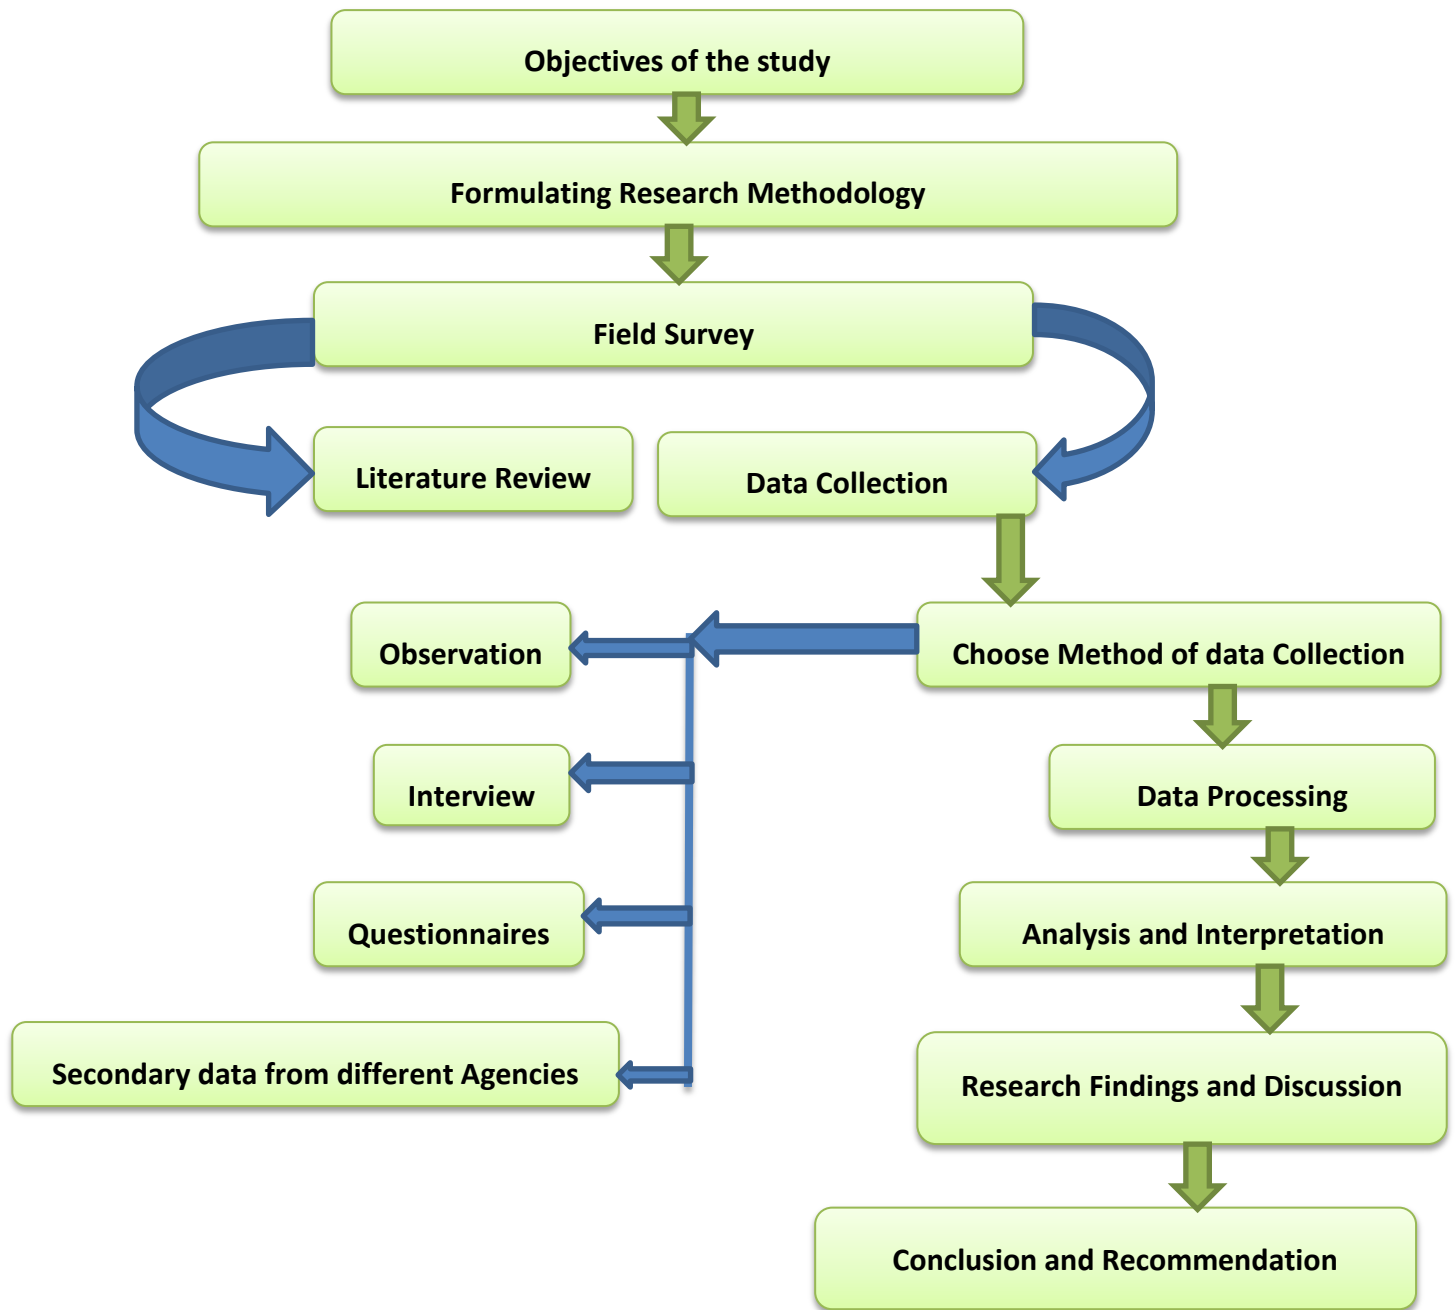 Objectives of the study
Formulating Research Methodology
Field Survey
Literature Review
Data Collection
Observation
Choose Method of data Collection
Interview
Data Processing
Questionnaires
Analysis and Interpretation
Secondary data from different Agencies
Research Findings and Discussion
Conclusion and Recommendation